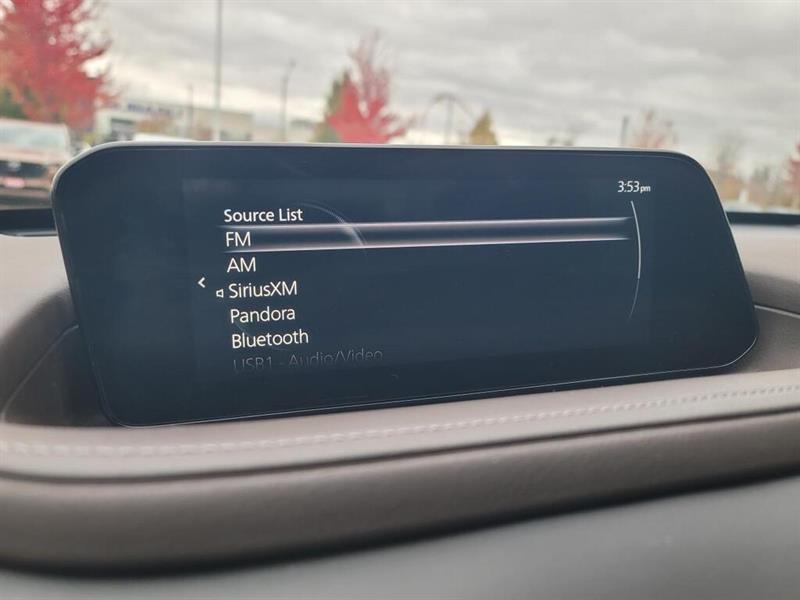 3:53pm
Source List
FM
AM
SiriusXM
Pandora
Bluetooth
USB1 - Audio/Video